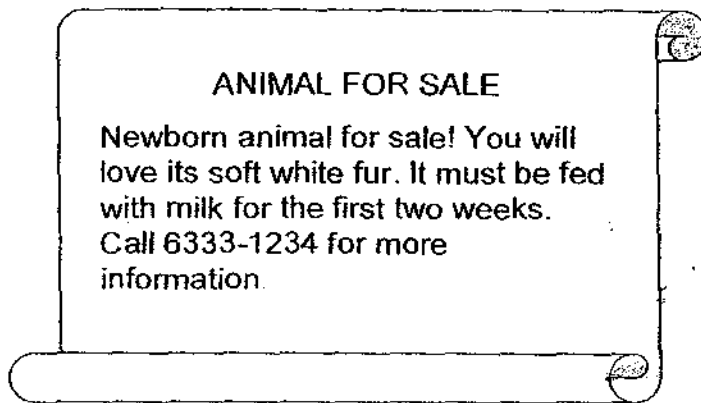 ANIMAL FOR SALE
Newborn animal for sale! You will
love its soft white fur. It must be fed
with milk for the first two weeks.
Call 6333-1234 for more
information.